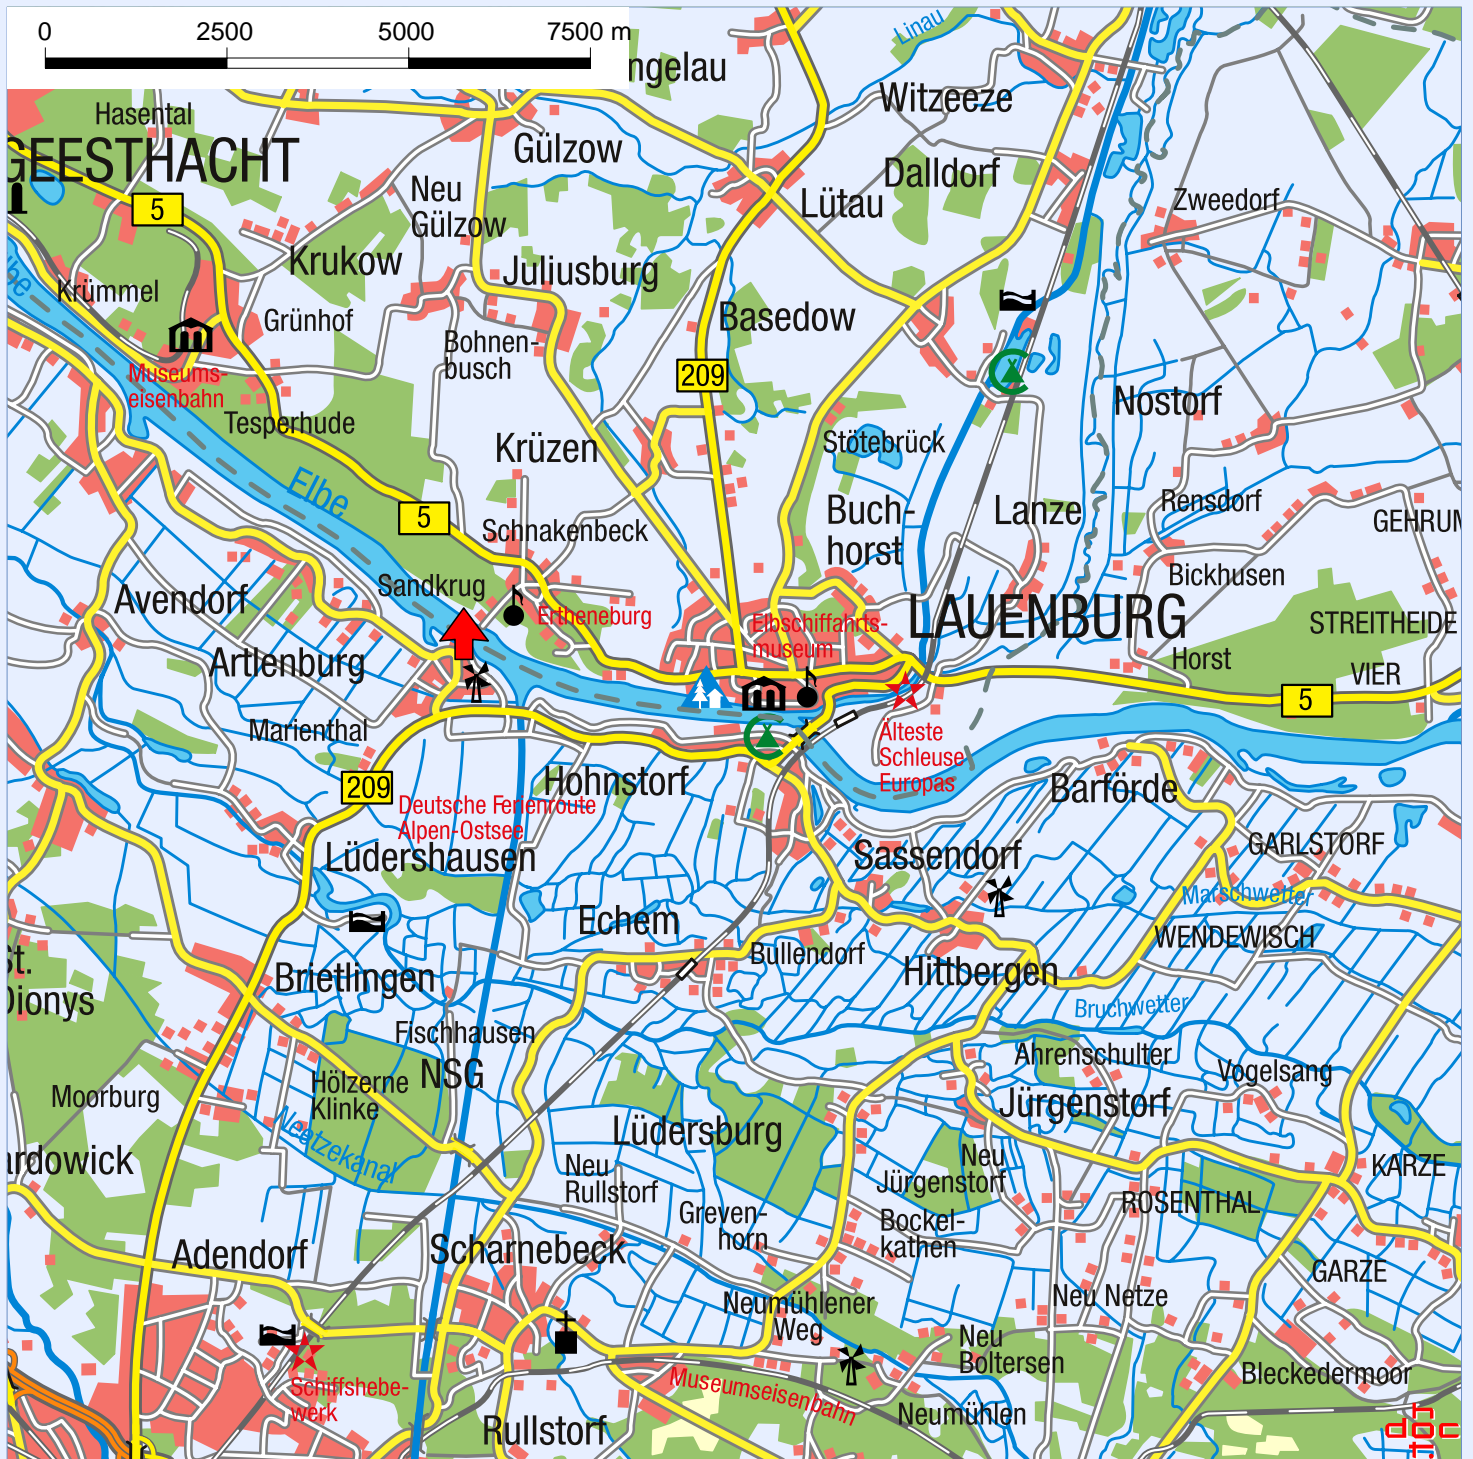 0 2500 5000 7500 m
ngelau
Linau
Witzeeze
Hasental
GEESTHACHT
Gülzow
Neu
Gülzow
Dalldorf
Lütau
Zweedorf
5
Krukow
Juliusburg
Elbe
Krümmel
Grünhof
Basedow
Bohnen-
busch
Museums-
eisenbahn
209
Nostorf
Tesperhude
Krüzen
Stötebrück
Elbe
5
Schnakenbeck
Buch-
horst
Lanze
Rensdorf
GEHRUM
Sandkrug
Avendorf
Ertheneburg
Elbschiffahrts-
museum
LAUENBURG
Bickhusen
STREITHEIDE
Artlenburg
Horst
VIER
5
Marienthal
Älteste
Schleuse
Europas
209
Hohnstorf
Barförde
Deutsche Ferienroute
Alpen-Ostsee
Lüdershausen
Sassendorf
GARLSTORF
Marschwetter
Echem
Bullendorf
WENDEWISCH
St.
Dionys
Brietlingen
Hittbergen
Bruchwetter
Fischhausen
NSG
Ahrenschulter
Vogelsang
Moorburg
Hölzerne
Klinke
Jürgenstorf
Neetzekanal
Lüdersburg
ardowick
Neu
Rullstorf
Neu
Jürgenstorf
KARZE
ROSENTHAL
Greven-
horn
Bockel-
kathen
Adendorf
Scharnebeck
GARZE
Neumühlener
Weg
Neu Netze
Neu
Boltersen
Bleckedermoor
Schiffshebe-
werk
Museumseisenbahn
Neumühlen
Rullstorf